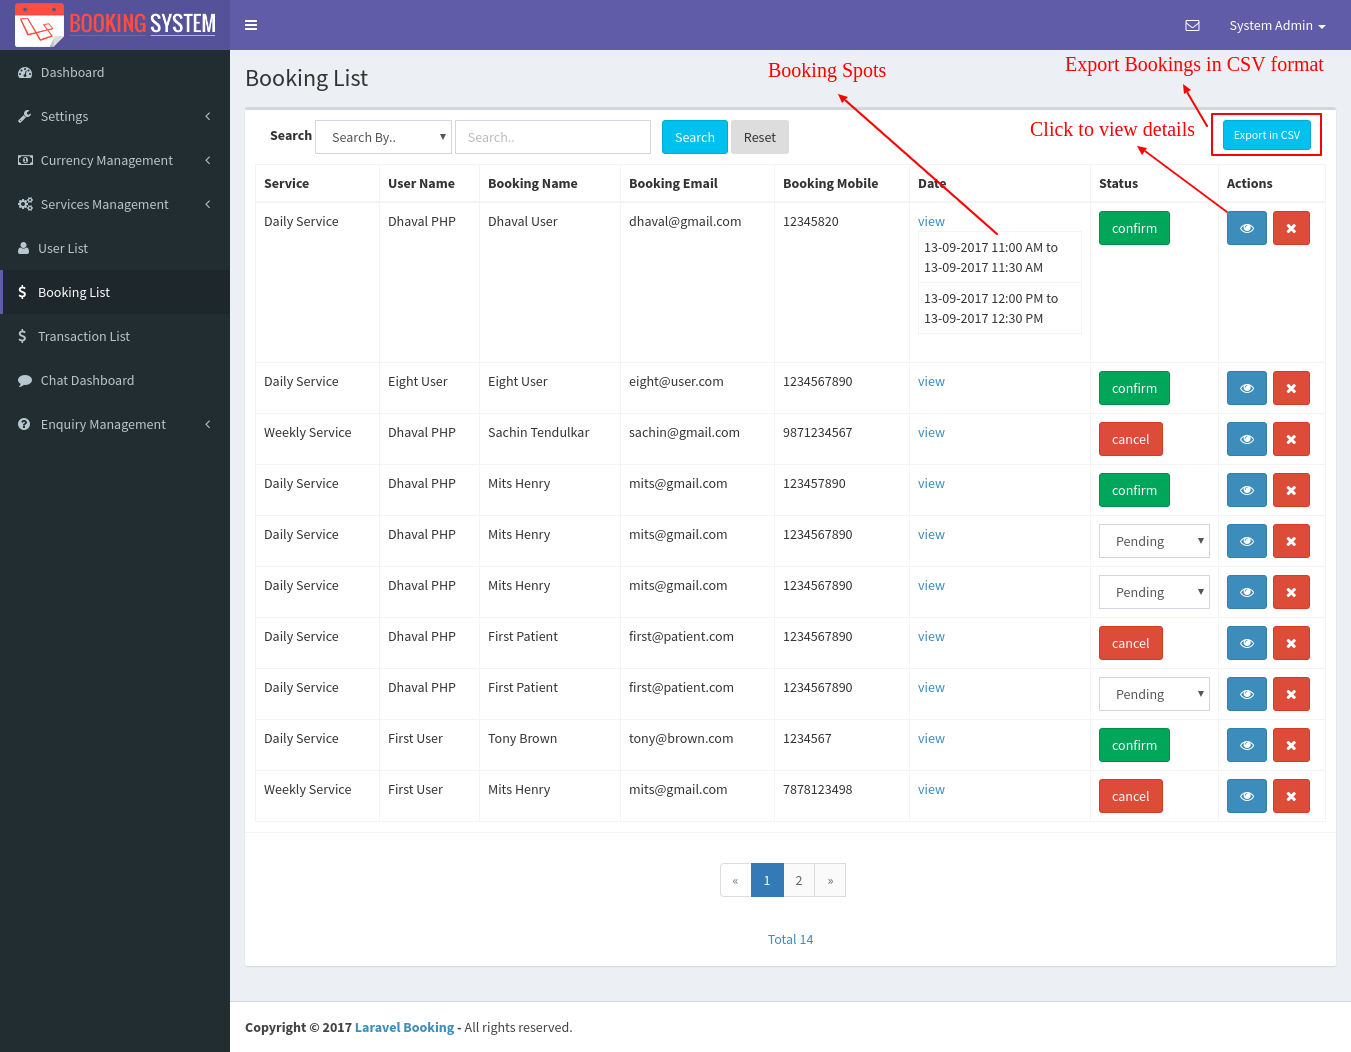 BOOKING SYSTEM
System Admin
Dashboard
Settings
Currency Management
Services Management
User List
Booking List
Transaction List
Chat Dashboard
Enquiry Management
Booking List
Booking Spots
Export Bookings in CSV format
Click to view details
Search Search By.. Search.. Search Reset Export in CSV
Service User Name Booking Name Booking Email Booking Mobile Date Status Actions
Daily Service Dhaval PHP Dhaval User dhaval@gmail.com 12345820 view confirm
13-09-2017 11:00 AM to
13-09-2017 11:30 AM
13-09-2017 12:00 PM to
13-09-2017 12:30 PM
Daily Service Eight User Eight User eight@user.com 1234567890 view confirm
Weekly Service Dhaval PHP Sachin Tendulkar sachin@gmail.com 9871234567 view cancel
Daily Service Dhaval PHP Mits Henry mits@gmail.com 123457890 view confirm
Daily Service Dhaval PHP Mits Henry mits@gmail.com 1234567890 view Pending
Daily Service Dhaval PHP Mits Henry mits@gmail.com 1234567890 view Pending
Daily Service Dhaval PHP First Patient first@patient.com 1234567890 view cancel
Daily Service Dhaval PHP First Patient first@patient.com 1234567890 view Pending
Daily Service First User Tony Brown tony@brown.com 1234567 view confirm
Weekly Service First User Mits Henry mits@gmail.com 7878123498 view cancel
« 1 2 »
Total 14
Copyright © 2017 Laravel Booking - All rights reserved.